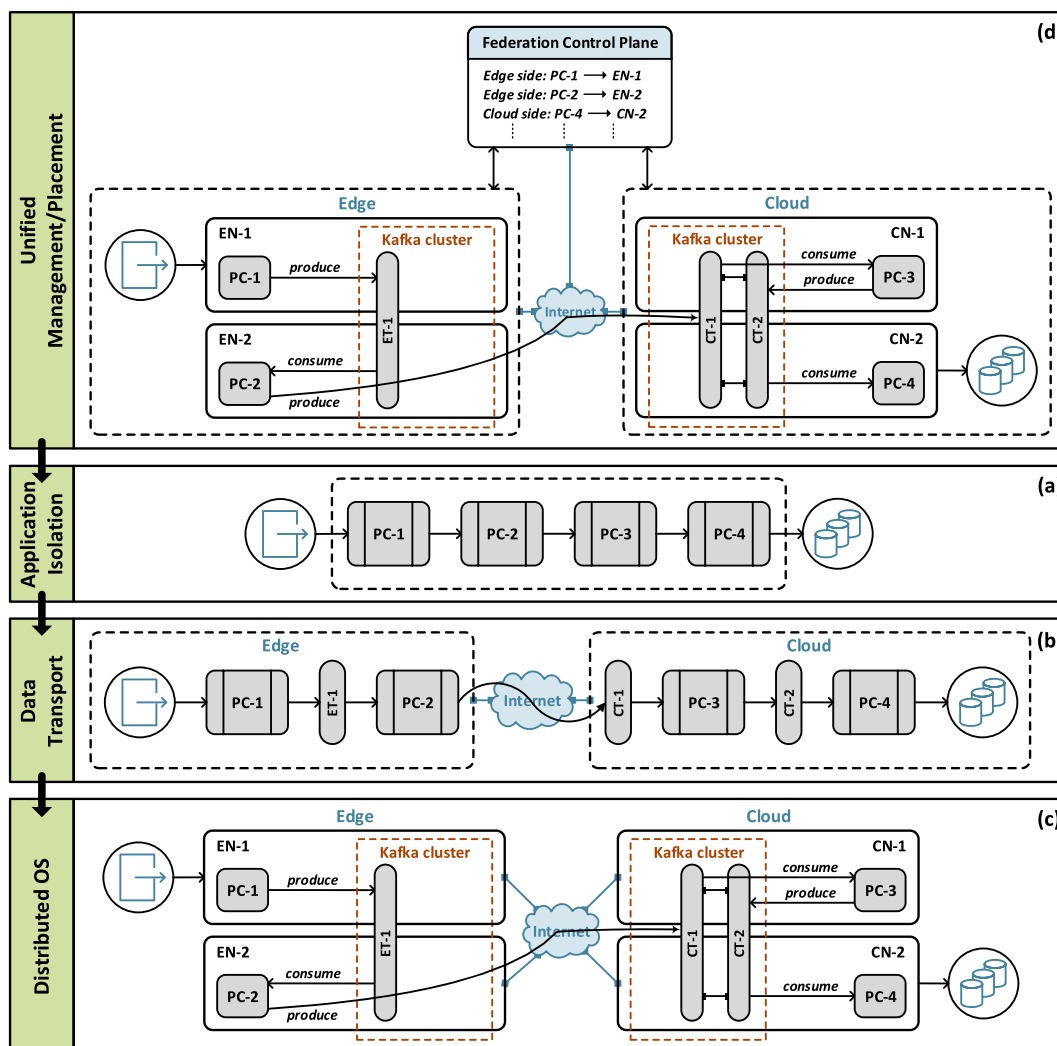 Unified
Management/Placement
(d)
Federation Control Plane
Edge side: PC-1 → EN-1
Edge side: PC-2 → EN-2
Cloud side: PC-4 → CN-2
Edge
EN-1
Kafka cluster
PC-1
produce
ET-1
EN-2
PC-2
consume
produce
Internet
Cloud
CN-1
Kafka cluster
consume
produce
PC-3
CT-1
CT-2
CN-2
consume
PC-4
Application
Isolation
(a)
PC-1
PC-2
PC-3
PC-4
Data
Transport
(b)
Edge
PC-1
ET-1
PC-2
Internet
Cloud
CT-1
PC-3
CT-2
PC-4
Distributed OS
(c)
Edge
EN-1
Kafka cluster
PC-1
produce
ET-1
EN-2
PC-2
consume
produce
Internet
Cloud
CN-1
Kafka cluster
consume
produce
PC-3
CT-1
CT-2
CN-2
consume
PC-4